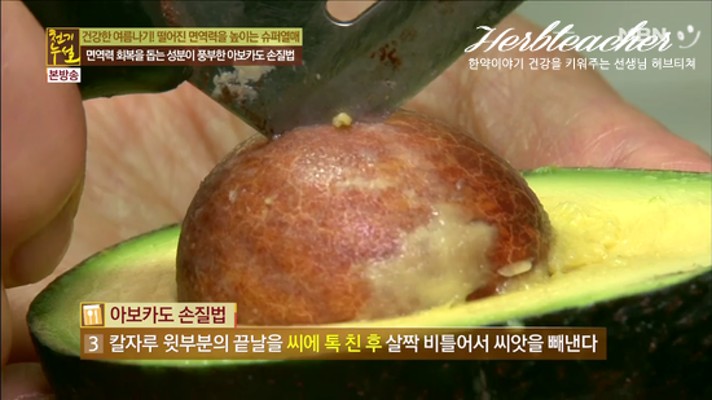 천기누설
본방송
건강한 여름나기! 떨어진 면역력을 높이는 슈퍼열매
면역력 회복을 돕는 성분이 풍부한 아보카도 손질법
MBN
Herbteacher
한약이야기 건강을 키워주는 선생님 허브티쳐
아보카도 손질법
3 칼자루 윗부분의 끝날을 씨에 톡 친 후 살짝 비틀어서 씨앗을 빼낸다